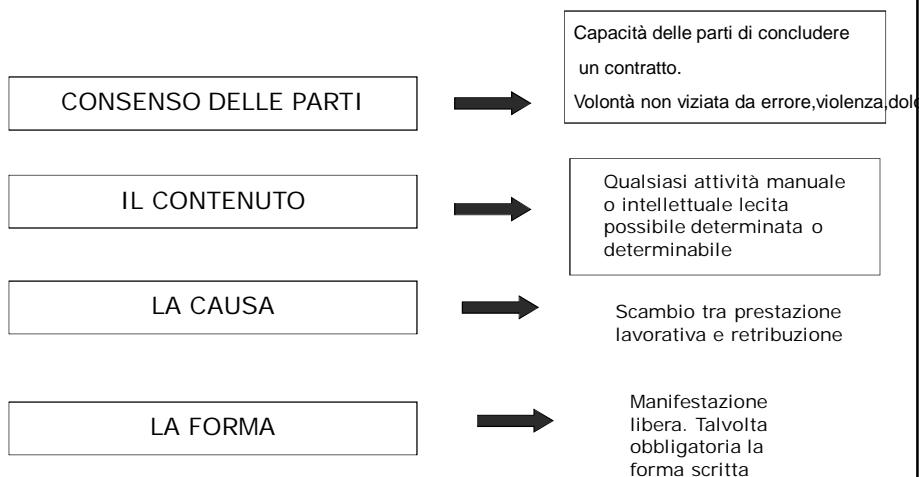 CONSENSO DELLE PARTI
Capacità delle parti di concludere
un contratto.
Volontà non viziata da errore,violenza,dolo
IL CONTENUTO
Qualsiasi attività manuale
o intellettuale lecita
possibile determinata o
determinabile
LA CAUSA
Scambio tra prestazione
lavorativa e retribuzione
LA FORMA
Manifestazione
libera. Talvolta
obbligatoria la
forma scritta